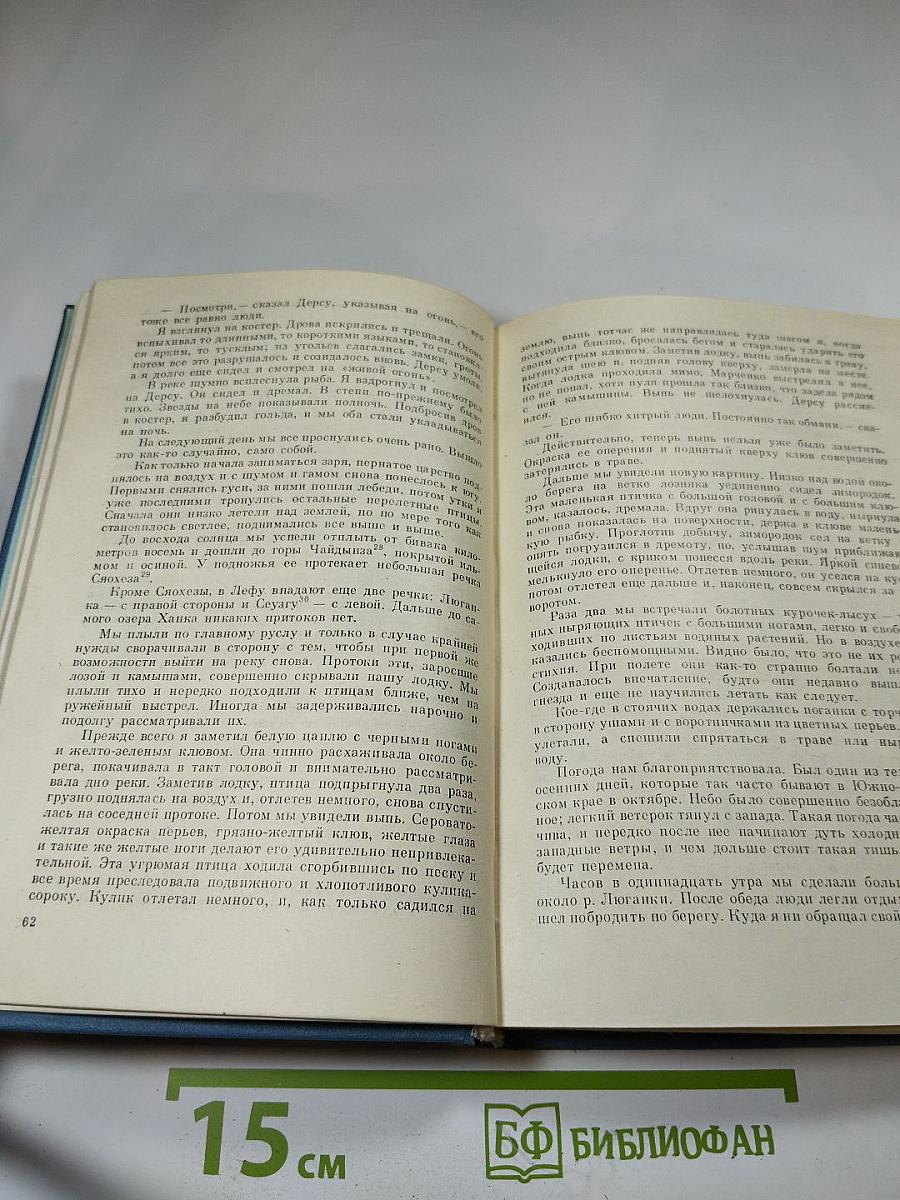 — Посмотри,— сказал Дерсу, указывая на огонь,— его
тоже все равно люди.
Я взглянул на костер. Дрова искрились и трещали. Огонь
вспыхивал то длинными, то короткими языками, то становил-
ся ярким, то тусклым; из угольев слагались замки, гроты,
потом все это разрушалось и созидалось вновь. Дерсу умолк,
а я долго еще сидел и смотрел на «живой огонь».
В реке шумно всплеснула рыба. Я вздрогнул и посмотрел
на Дерсу. Он сидел и дремал. В степи по-прежнему было
тихо. Звезды на небе показывали полночь. Подбросив дров
в костер, я разбудил гольда, и мы оба стали укладываться
на ночь.
На следующий день мы все проснулись очень рано. Вышло
это как-то случайно, само собой.
Как только начала заниматься заря, пернатое царство под-
нялось на воздух и с шумом и гамом снова понеслось к югу.
Первыми снялись гуси, за ними пошли лебеди, потом утки и
уже последними тронулись остальные перелетные птицы.
Сначала они низко летели над землей, но по мере того как
становилось светлее, поднимались все выше и выше.
До восхода солнца мы успели отплыть от бивака кило-
метров восемь и дошли до горы Чайдынза28, покрытой иль-
мом и осиной. У подножья ее протекает небольшая речка
Сяохеза29.
Кроме Сяохезы, в Лефу впадают еще две речки: Люган-
ка — с правой стороны и Сеузгу30 — с левой. Дальше до са-
мого озера Ханка никаких притоков нет.
Мы плыли по главному руслу и только в случае крайней
нужды сворачивали в сторону с тем, чтобы при первой же
возможности выйти на реку снова. Протоки эти, заросшие
лозой и камышами, совершенно скрывали нашу лодку. Мы
плыли тихо и нередко подходили к птицам ближе, чем на
ружейный выстрел. Иногда мы задерживались нарочно и
подолгу рассматривали их.
Прежде всего я заметил белую цаплю с черными ногами
и желто-зеленым клювом. Она чинно расхаживала около бе-
рега, покачивала в такт головой и внимательно рассматри-
вала дно реки. Заметив лодку, птица подпрыгнула два раза,
грузно поднялась на воздух и, отлетев немного, снова спусти-
лась на соседней протоке. Потом мы увидели выпь. Серовато-
желтая окраска перьев, грязно-желтый клюв, желтые глаза
и такие же желтые ноги делают его удивительно непривлека-
тельной. Эта угрюмая птица ходила сгорбившись по песку и
все время преследовала подвижного и хлопотливого кулика-
сороку. Кулик отлетал немного, и, как только садился на
62
землю, выпь тотчас же направлялась туда шагом и, когда
подходила близко, бросалась бегом и старалась ударить его
своим острым клювом. Заметив лодку, выпь забилась в траву,
вытянула шею и, подняв голову кверху, замерла на месте.
Когда лодка проходила мимо, Марченко выстрелил в нее,
но не попал, хотя пуля прошла так близко, что задела рядом
с ней камышины. Выпь не шелохнулась. Дерсу рассме-
ялся.
— Его шибко хитрый люди. Постоянно так обмани,— ска-
зал он.
Действительно, теперь выпь нельзя уже было заметить.
Окраска ее оперения и поднятый кверху клюв совершенно
затерялись в траве.
Дальше мы увидели новую картину. Низко над водой око-
ло берега на ветке лозника уединенно сидел зимородок.
Эта маленькая птичка с большой головой и с большим клю-
вом, казалось, дремала. Вдруг она ринулась в воду, нырнула
и снова показалась на поверхности, держа в клюве малень-
кую рыбку. Проглотив добычу, зимородок сел на ветку
опять погрузился в дремоту, но, услышав шум приближаю-
щейся лодки, с криком понесся вдоль реки. Яркой синево
мелькнуло его оперенье. Отлетев немного, он уселся на кус
потом отлетел еще дальше и, наконец, совсем скрылся за
воротом.
Раза два мы встречали болотных курочек-лысух —
ных ныряющих птичек с большими ногами, легко и своб
ходивших по листьям водяных растений. Но в воздухе
казались беспомощными. Видно было, что это не их ро
стихия. При полете они как-то странно болтали но
Создавалось впечатление, будто они недавно выш
гнезда и еще не научились летать как следует.
Кое-где в стоячих водах держались поганки с торч
в сторону ушами и с воротничками из цветных перьев.
улетали, а спешили спрятаться в траве или ныр
воду.
Погода нам благоприятствовала. Был один из тех
осенних дней, которые так часто бывают в Южно-
ском крае в октябре. Небо было совершенно безобла
ное; легкий ветерок тянул с запада. Такая погода час
чива, и нередко после нее начинают дуть холодн
западные ветры, и чем дольше стоит такая тишь
будет перемена.
Часов в одиннадцать утра мы сделали больш
около р. Люганки. После обеда люди легли отды
шел побродить по берегу. Куда я ни обращал свой
15 см
БФ БИБЛИОФАН